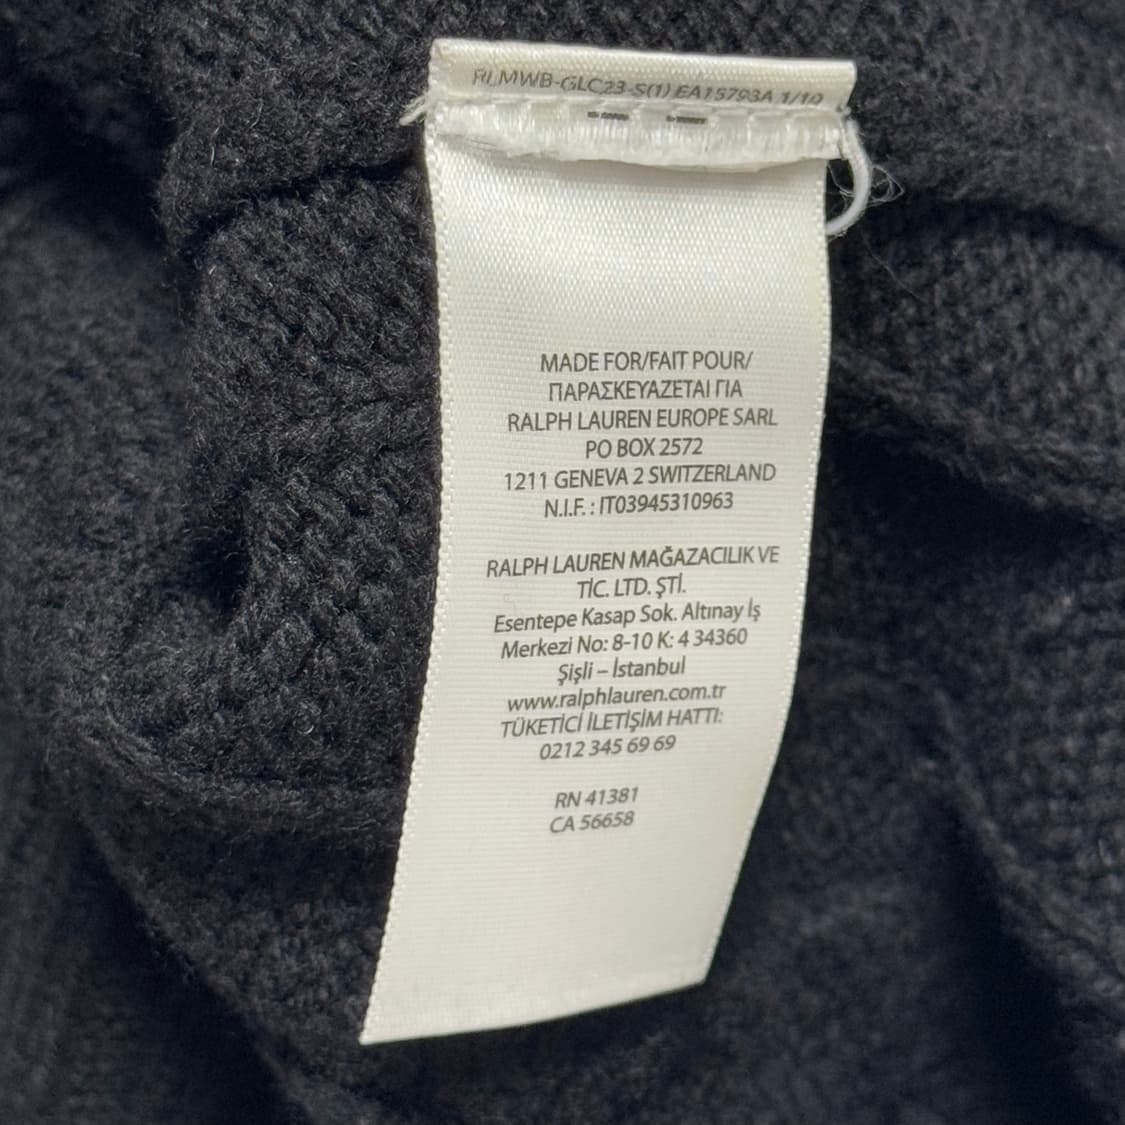 RLMWB-GLC23-S(1) EA15793A 1/10
MADE FOR/FAIT POUR/
ΠΑΡΑΣΚΕΥΑΖΕΤΑΙ ΓΙΑ
RALPH LAUREN EUROPE SARL
PO BOX 2572
1211 GENEVA 2 SWITZERLAND
N.I.F. : IT03945310963
RALPH LAUREN MAĞAZACILIK VE
TİC. LTD. ŞTİ.
Esentepe Kasap Sok. Altınay İş
Merkezi No: 8-10 K: 4 34360
Şişli – İstanbul
www.ralphlauren.com.tr
TÜKETİCİ İLETİŞİM HATTI:
0212 345 69 69
RN 41381
CA 56658